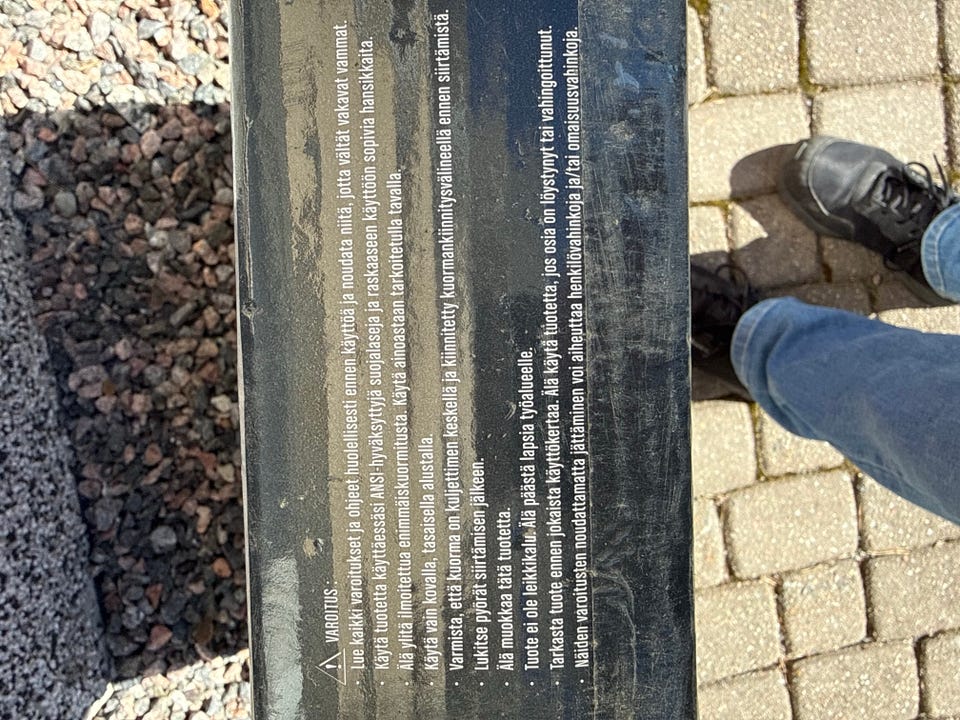 VAROITUS:
• Lue kaikki varoitukset ja ohjeet huolellisesti ennen käyttöä ja noudata niitä, jotta vältät vakavat vammat.
• Käytä tuotetta käyttäessäsi ANSI-hyväksyttyjä suojalaseja ja raskaaseen käyttöön sopivia hansikkaita.
• Älä ylitä ilmoitettua enimmäiskuormitusta. Käytä ainoastaan tarkoitetulla tavalla.
• Käytä vain kovalla, tasaisella alustalla.
• Varmista, että kuorma on kuljettimen keskellä ja kiinnitetty kuormankiinnitysvälineellä ennen siirtämistä.
• Lukitse pyörät siirtämisen jälkeen.
• Älä muokkaa tätä tuotetta.
• Tuote ei ole leikkikalu. Älä päästä lapsia työalueelle.
• Tarkasta tuote ennen jokaista käyttökertaa. Älä käytä tuotetta, jos osia on löystynyt tai vahingoittunut.
• Näiden varoitusten noudattamatta jättäminen voi aiheuttaa henkilövahinkoja ja/tai omaisuusvahinkoja.